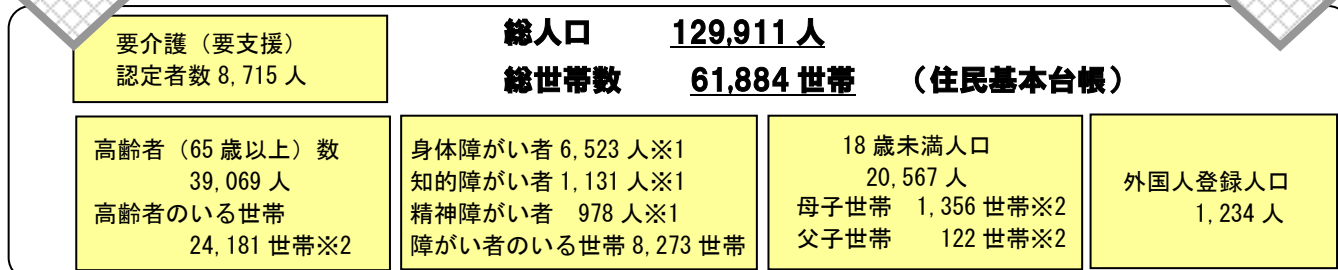 要介護（要支援）
認定者数 8,715 人
総人口　129,911 人
総世帯数　61,884 世帯　（住民基本台帳）
高齢者（65 歳以上）数
39,069 人
高齢者のいる世帯
24,181 世帯※2
身体障がい者 6,523 人※1
知的障がい者 1,131 人※1
精神障がい者　978 人※1
障がい者のいる世帯 8,273 世帯
18 歳未満人口
20,567 人
母子世帯　1,356 世帯※2
父子世帯　122 世帯※2
外国人登録人口
1,234 人